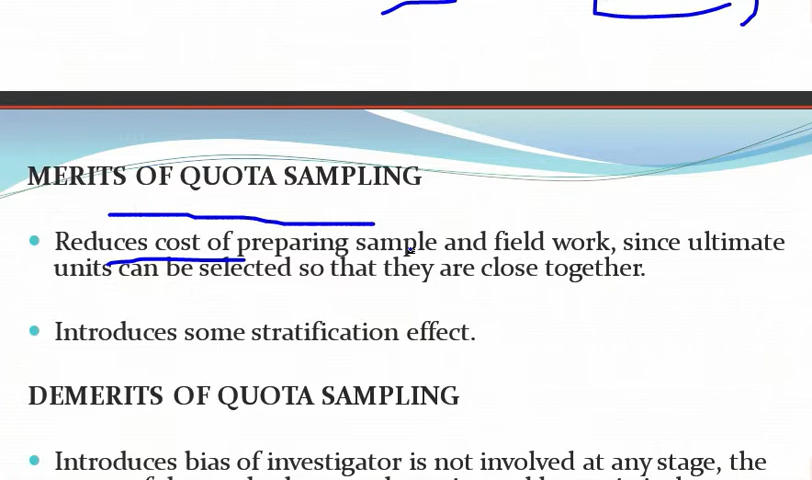 MERITS OF QUOTA SAMPLING
Reduces cost of preparing sample and field work, since ultimate
units can be selected so that they are close together.
Introduces some stratification effect.
DEMERITS OF QUOTA SAMPLING
Introduces bias of investigator is not involved at any stage, the